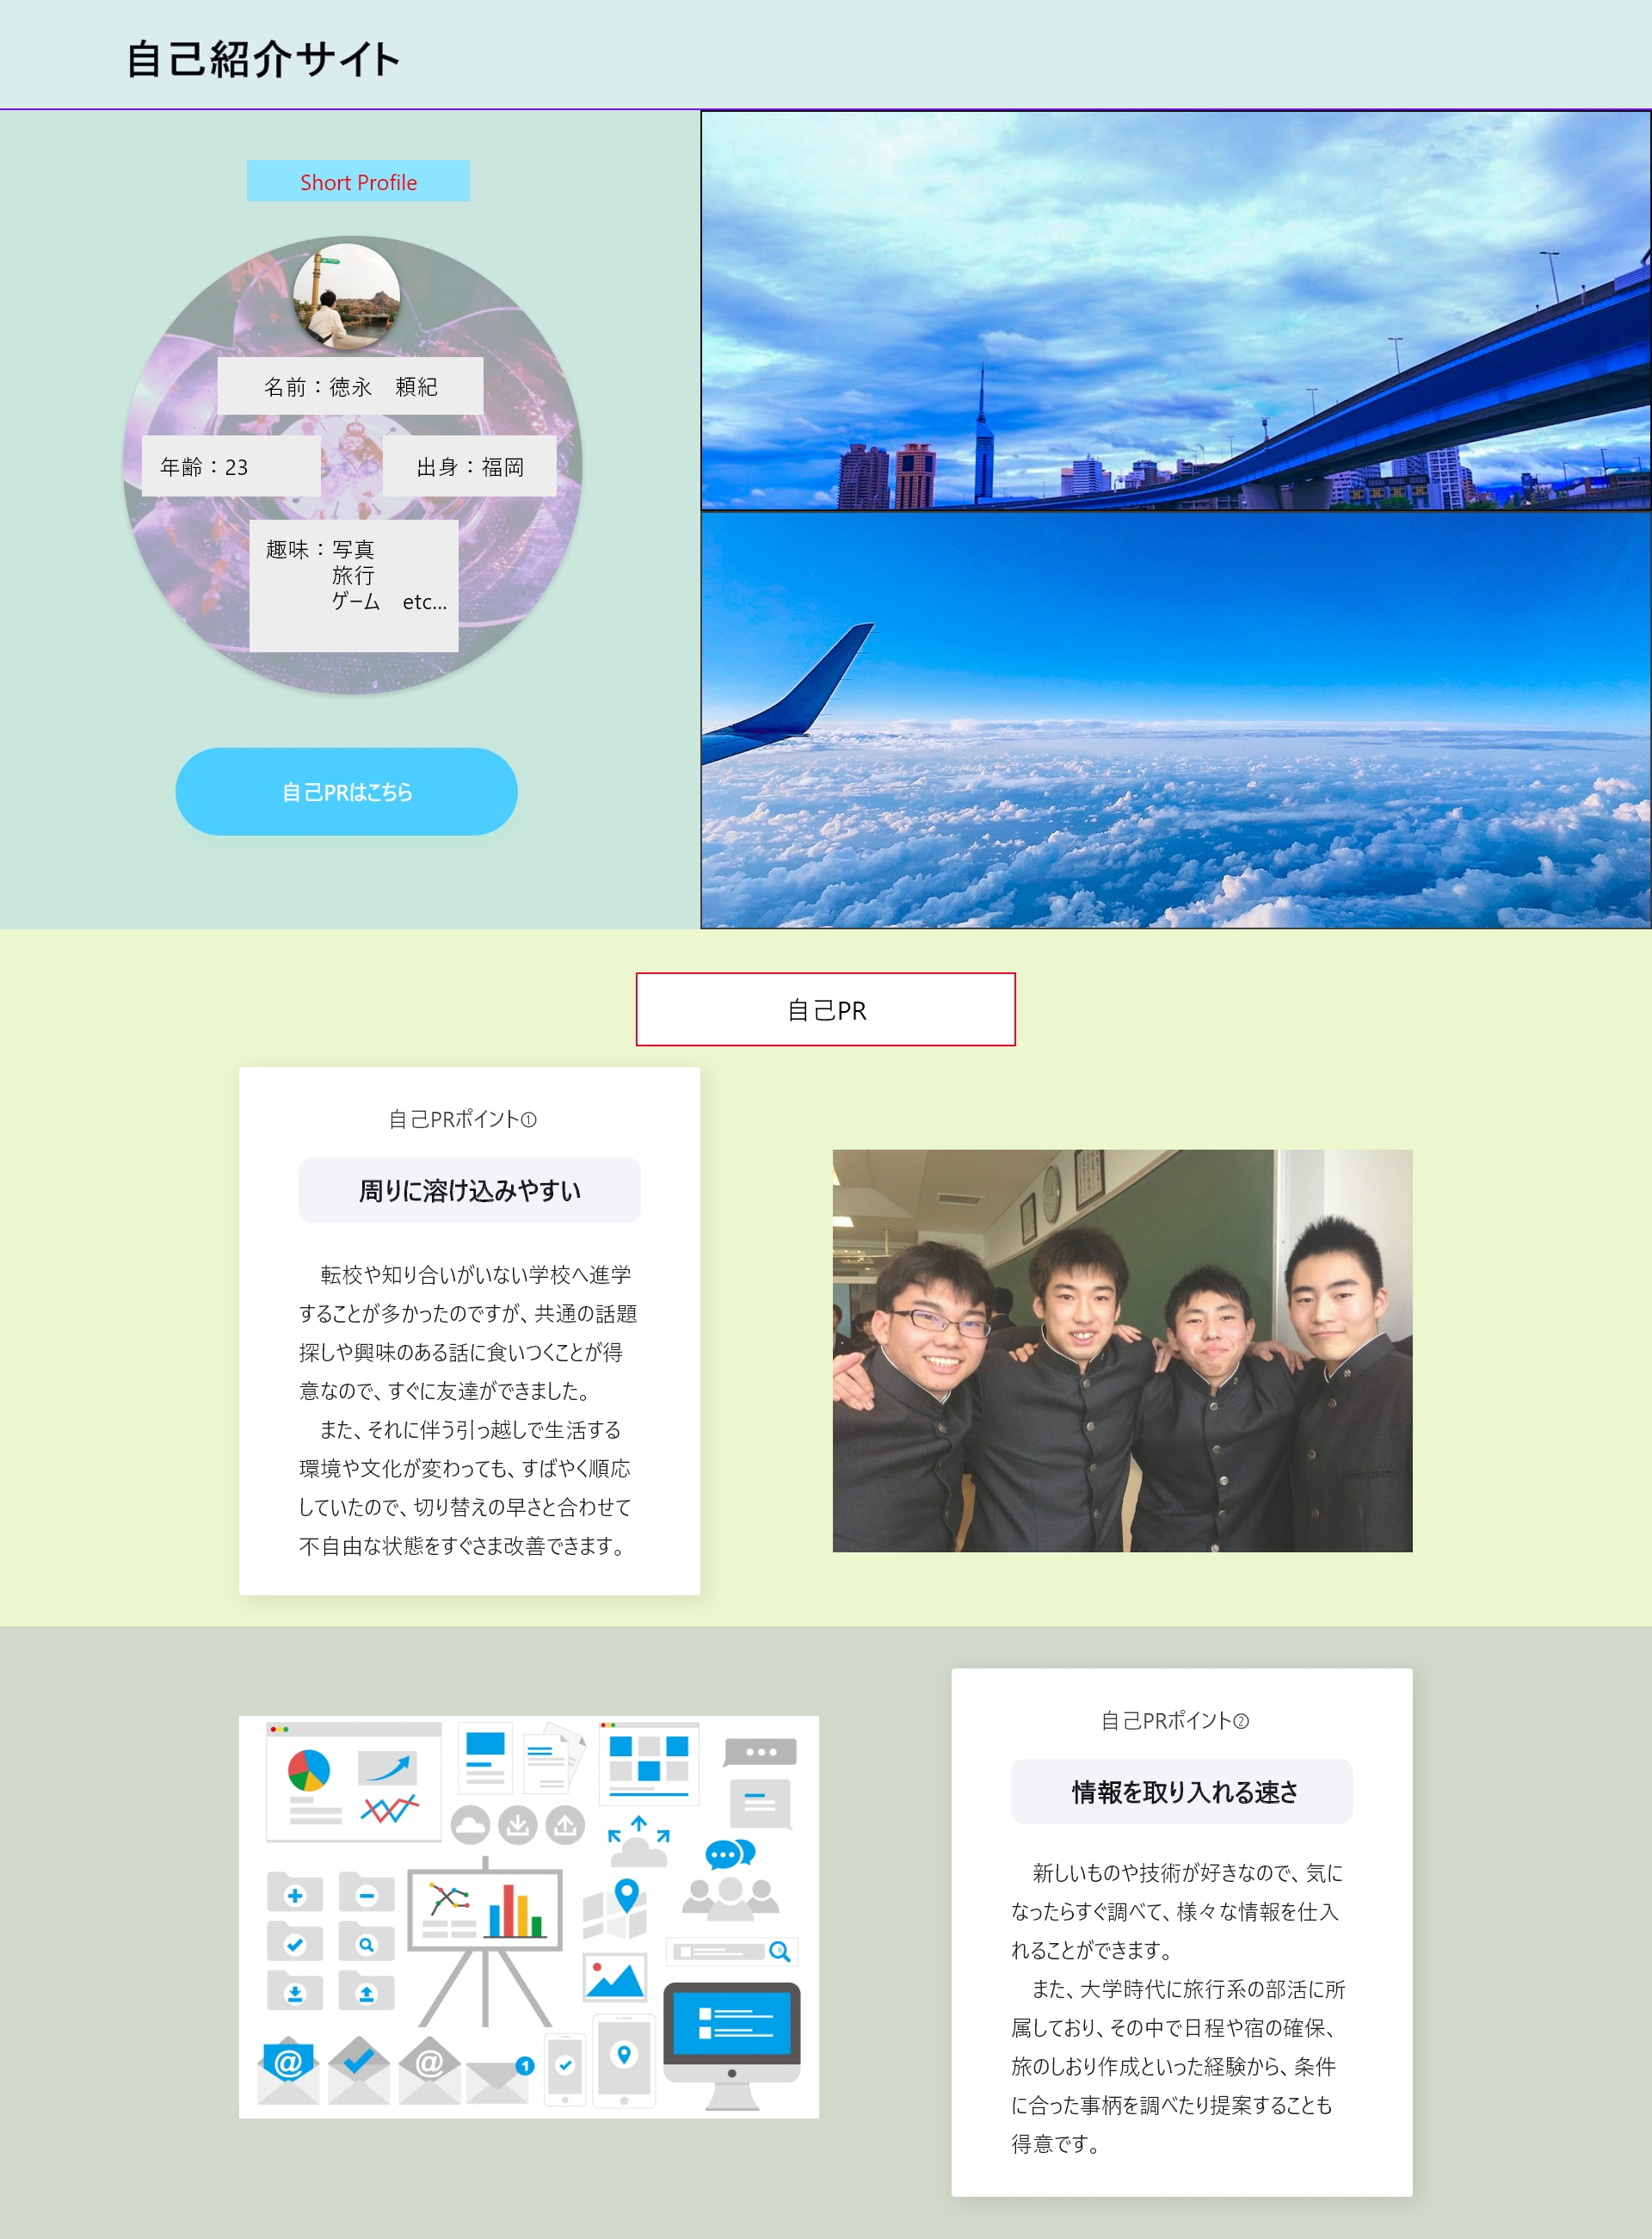 自己紹介サイト
Short Profile
名前：徳永　頼紀
年齢：23
出身：福岡
趣味：写真
旅行
ゲーム　etc...
自己PRはこちら
自己PR
自己PRポイント①
周りに溶け込みやすい
　転校や知り合いがいない学校へ進学
することが多かったのですが、共通の話題
探しや興味のある話に食いつくことが得
意なので、すぐに友達ができました。
　また、それに伴う引っ越しで生活する
環境や文化が変わっても、すばやく順応
していたので、切り替えの早さと合わせて
不自由な状態をすぐさま改善できます。
自己PRポイント②
情報を取り入れる速さ
　新しいものや技術が好きなので、気に
なったらすぐ調べて、様々な情報を仕入
れることができます。
　また、大学時代に旅行系の部活に所
属しており、その中で日程や宿の確保、
旅のしおり作成といった経験から、条件
に合った事柄を調べたり提案することも
得意です。
@
@
1